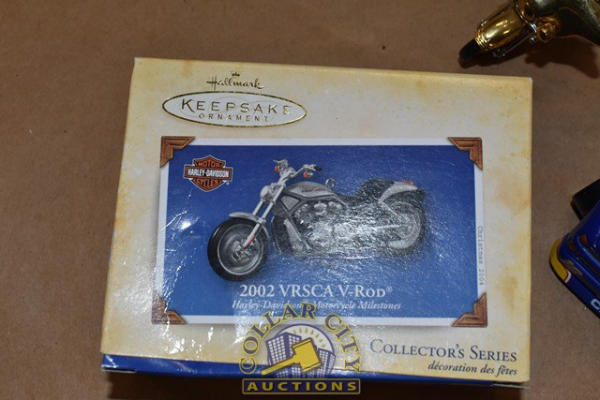 Hallmark
KEEPSAKE
ORNAMENT
MOTOR
HARLEY-DAVIDSON
CYCLES
2002 VRSCA V-ROD®
Harley-Davidson Motorcycle Milestones
COLLAR CITY
AUCTIONS
COLLECTOR'S SERIES
décoration des fêtes